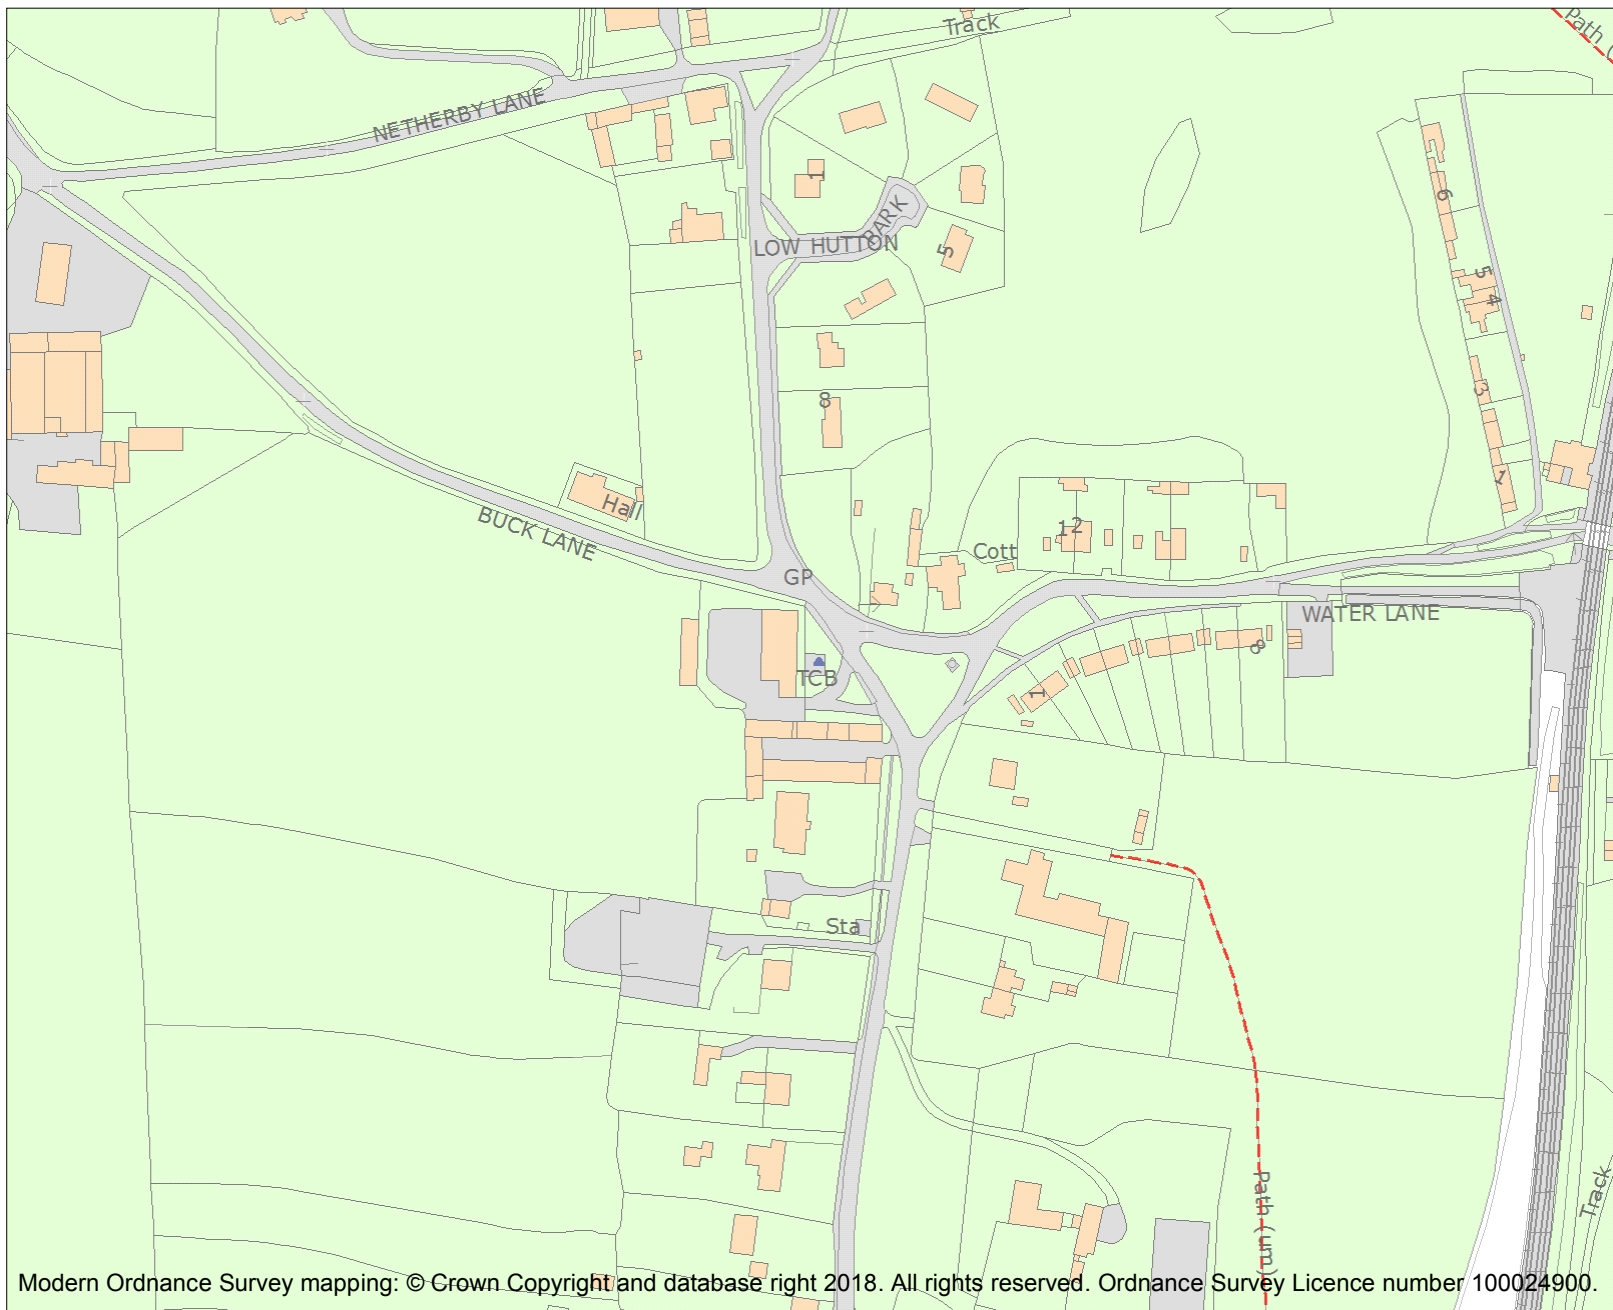 Track
Path (
NETHERBY LANE
1
PARK
LOW HUTTON
5
6
5
4
8
3
1
Hall
BUCK LANE
12
Cott
GP
WATER LANE
8
TCB
1
Sta
Path (um)
Track
Modern Ordnance Survey mapping: © Crown Copyright and database right 2018. All rights reserved. Ordnance Survey Licence number 100024900.